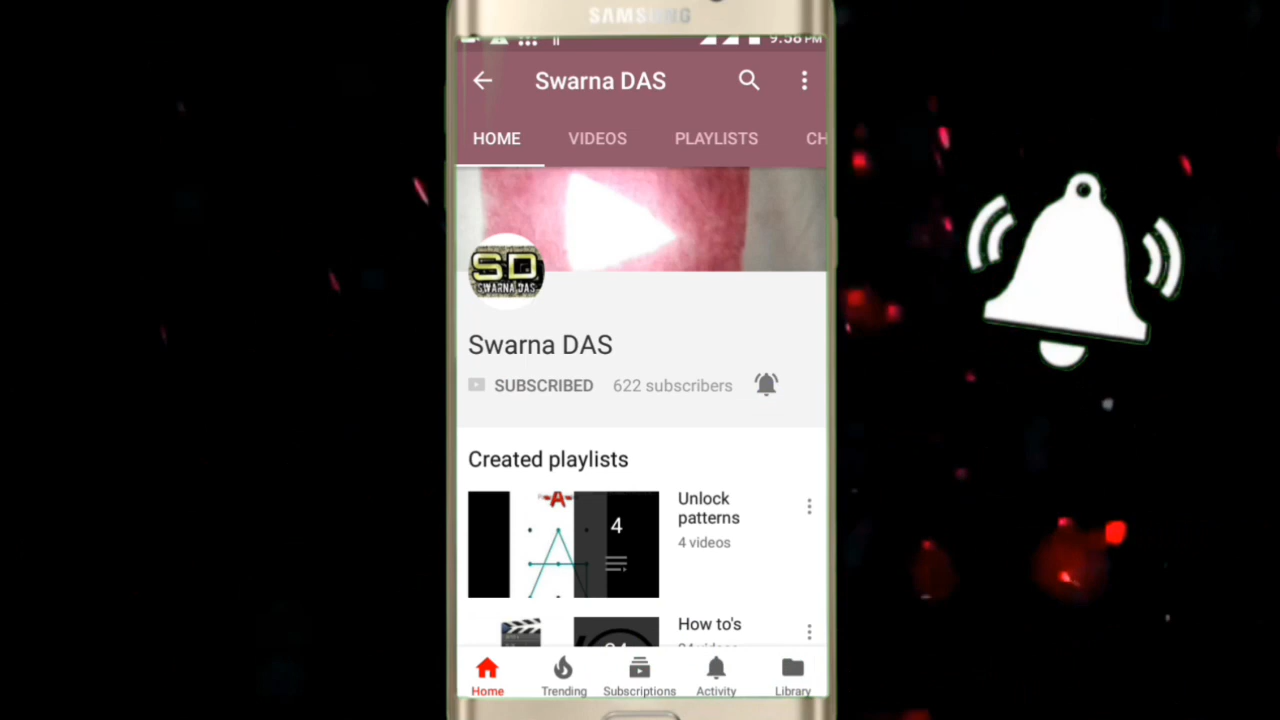 SAMSUNG
9:58 PM
Swarna DAS
HOME VIDEOS PLAYLISTS CH
SD
SWARNA DAS
Swarna DAS
SUBSCRIBED 622 subscribers
Created playlists
A
4
Unlock
patterns
4 videos
How to's
Home Trending Subscriptions Activity Library